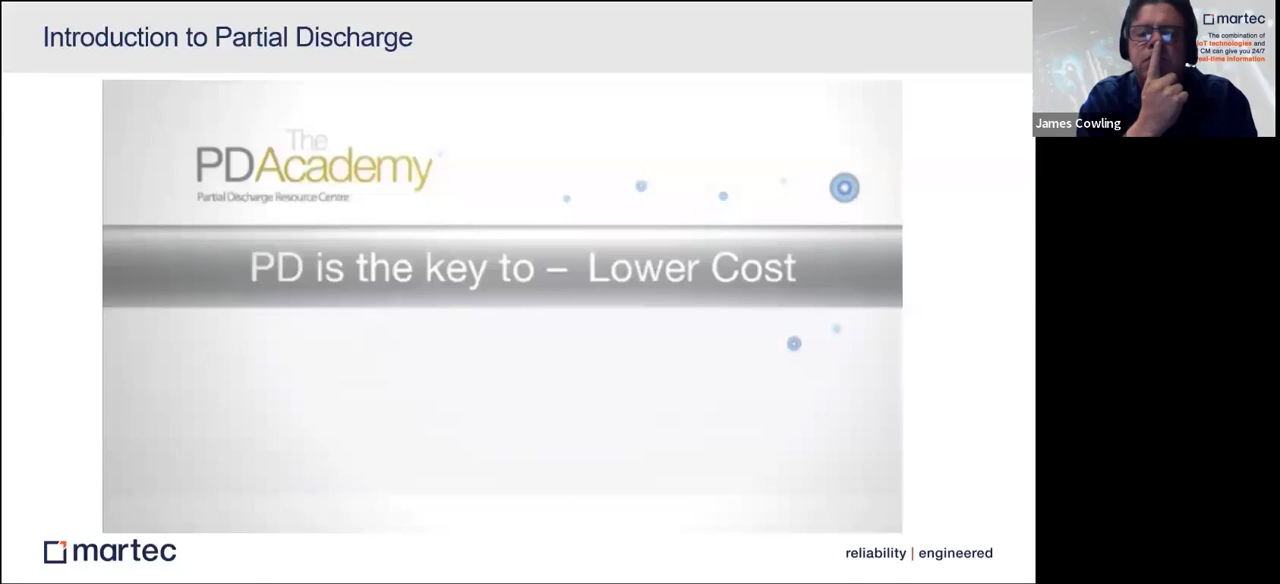 Introduction to Partial Discharge
The
PDAcademy
Partial Discharge Resource Centre
PD is the key to – Lower Cost
martec
reliability | engineered
martec
The combination of
IoT technologies and
CM can give you 24/7
real-time information
James Cowling